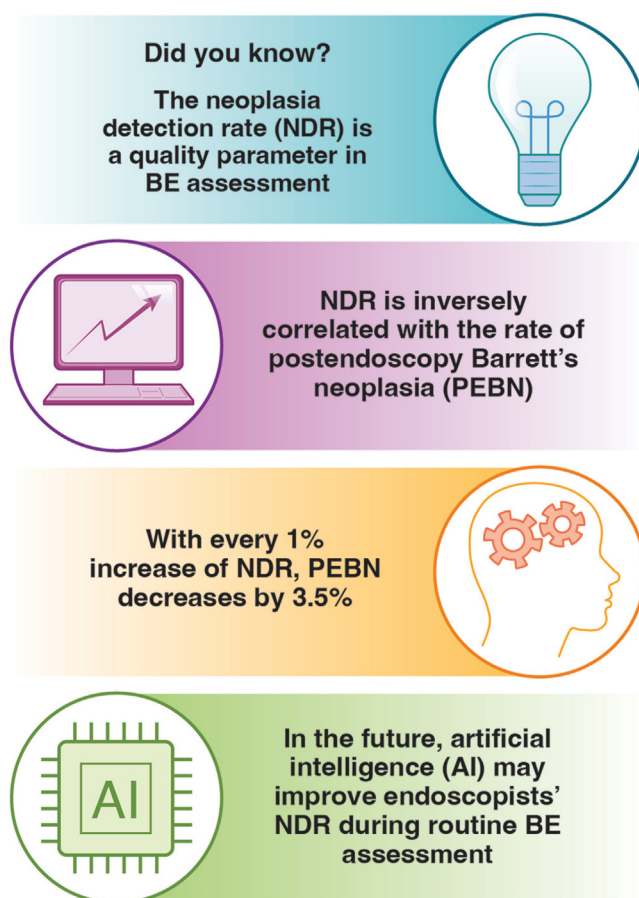 Did you know?
The neoplasia
detection rate (NDR) is
a quality parameter in
BE assessment
NDR is inversely
correlated with the rate of
postendoscopy Barrett's
neoplasia (PEBN)
With every 1%
increase of NDR, PEBN
decreases by 3.5%
AI
In the future, artificial
intelligence (AI) may
improve endoscopists'
NDR during routine BE
assessment